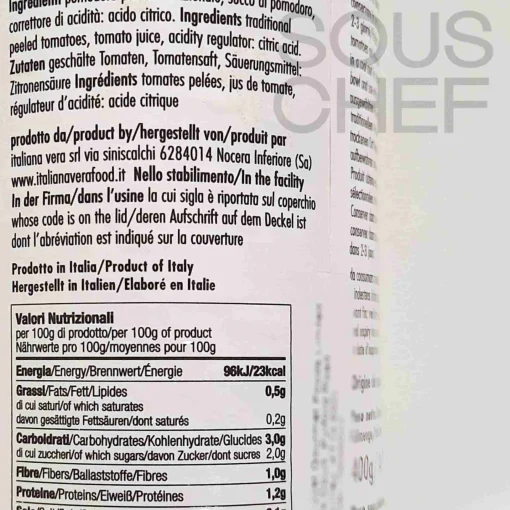 pomodoro,
correttore di acidità: acido citrico. Ingredients traditional
peeled tomatoes, tomato juice, acidity regulator: citric acid.
Zutaten geschälte Tomaten, Tomatensaft, Säuerungsmittel:
Zitronensäure Ingrédients tomates pelées, jus de tomate,
régulateur d'acidité: acide citrique
prodotto da/product by/hergestellt von/produit par
italiana vera srl via siniscalchi 6284014 Nocera Inferiore (Sa)
www.italianaverafood.it Nello stabilimento/In the facility
In der Firma/dans l'usine la cui sigla è riportata sul coperchio
whose code is on the lid/deren Aufschrift auf dem Deckel ist
dont l'abréviation est indiqué sur la couverture
Prodotto in Italia/Product of Italy
Hergestellt in Italien/Elaboré en Italie
Valori Nutrizionali
per 100g di prodotto/per 100g of product
Nährwerte pro 100g/moyennes pour 100g
Energia/Energy/Brennwert/Énergie 96kJ/23kcal
Grassi/Fats/Fett/Lipides 0,5g
di cui saturi/of which saturates
davon gesättigte Fettsäuren/dont saturés 0,2g
Carboidrati/Carbohydrates/Kohlenhydrate/Glucides 3,0g
di cui zuccheri/of which sugars/davon Zucker/dont sucres 2,0g
Fibre/Fibers/Ballaststoffe/Fibres 1,0g
Proteine/Proteins/Eiweiß/Protéines 1,2g
SOUS
CHEF
400g